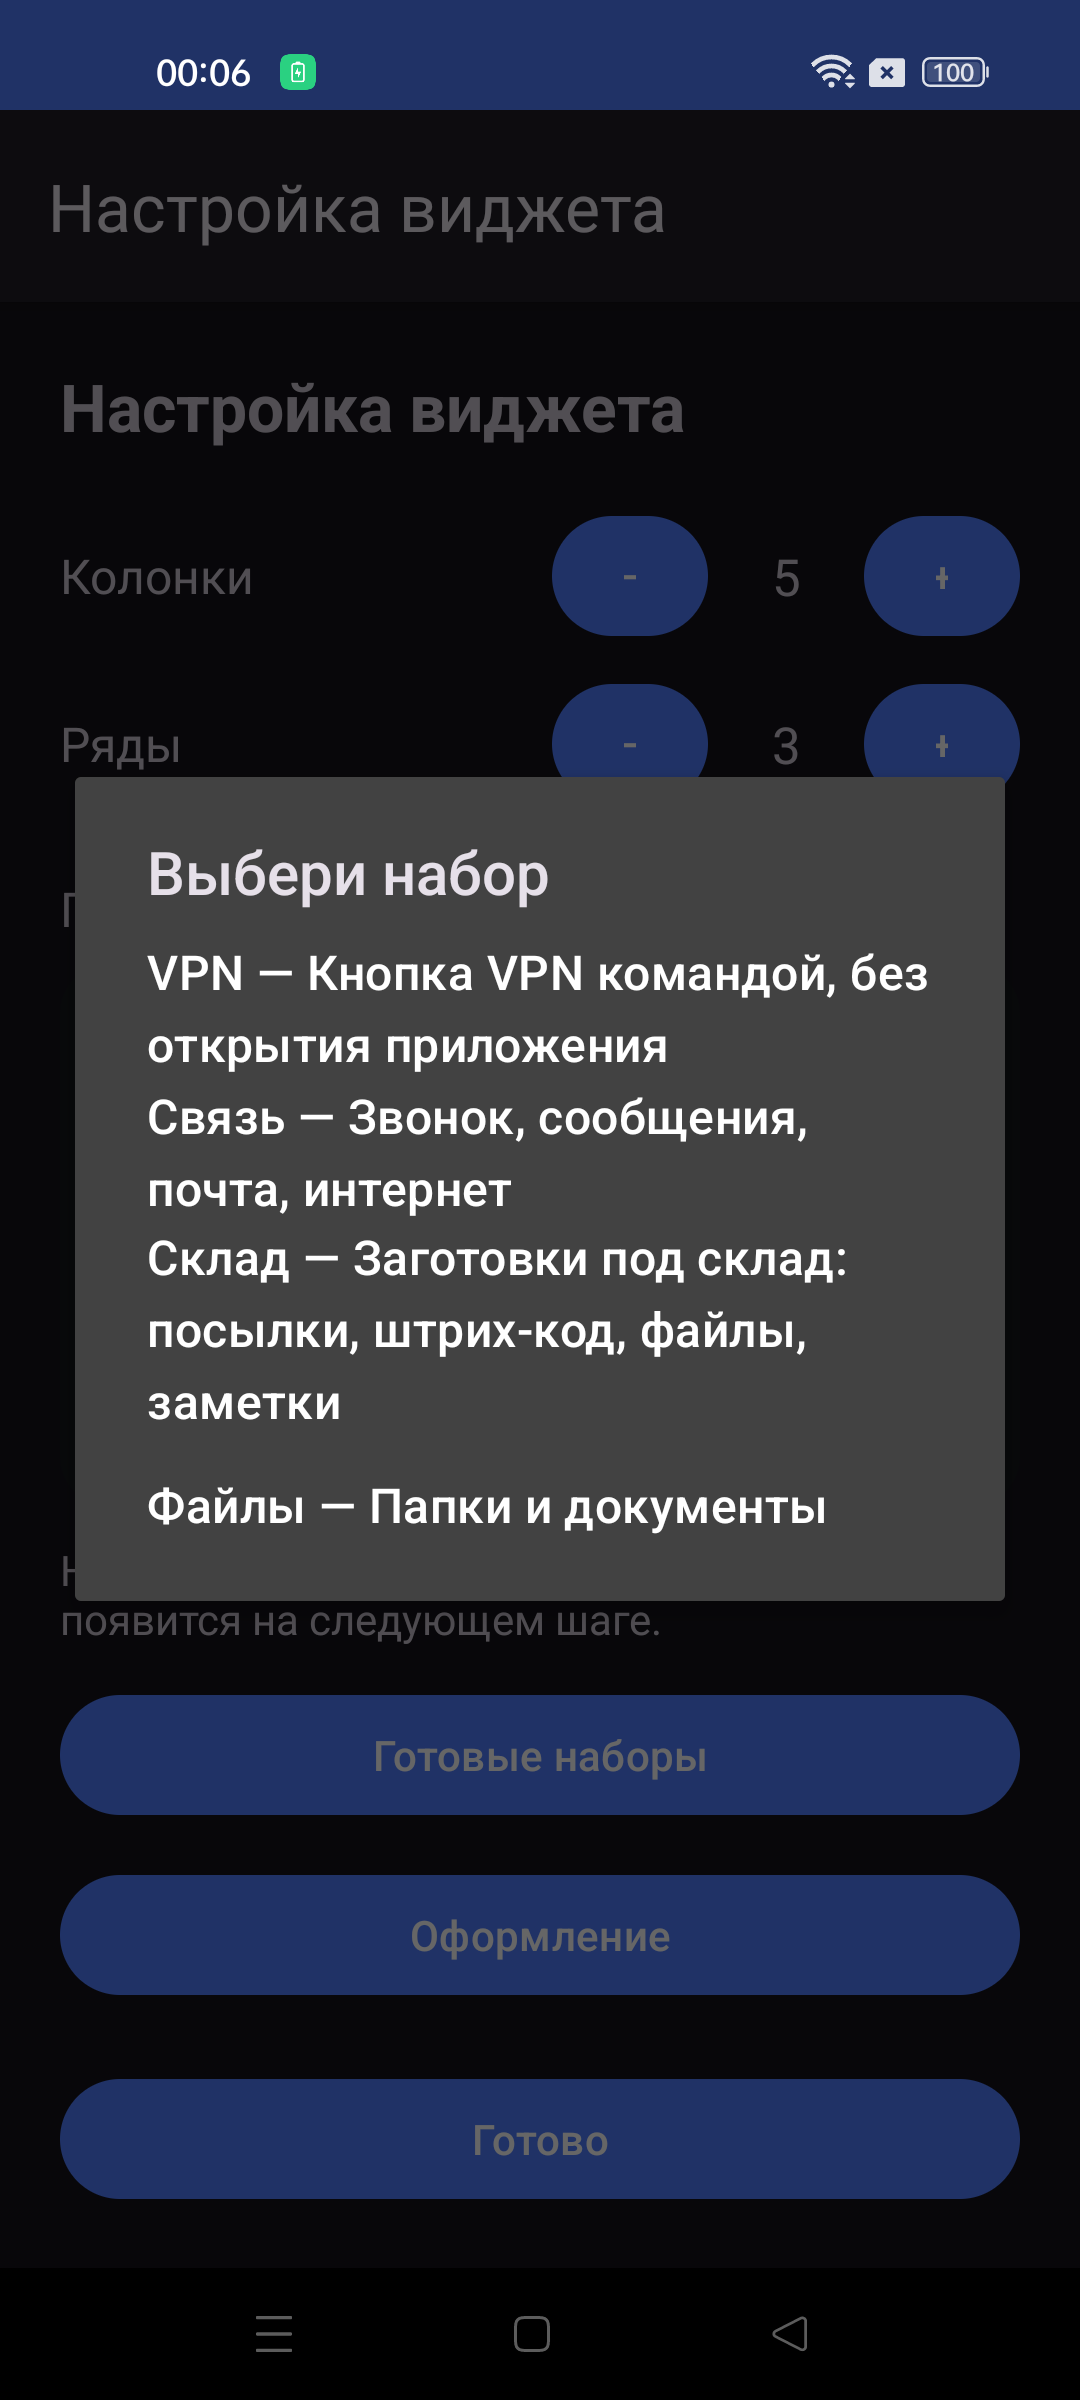 00:06
100
Настройка виджета
Настройка виджета
Колонки
-
5
+
Ряды
-
3
+
Выбери набор
VPN — Кнопка VPN командой, без
открытия приложения
Связь — Звонок, сообщения,
почта, интернет
Склад — Заготовки под склад:
посылки, штрих-код, файлы,
заметки
Файлы — Папки и документы
появится на следующем шаге.
Готовые наборы
Оформление
Готово